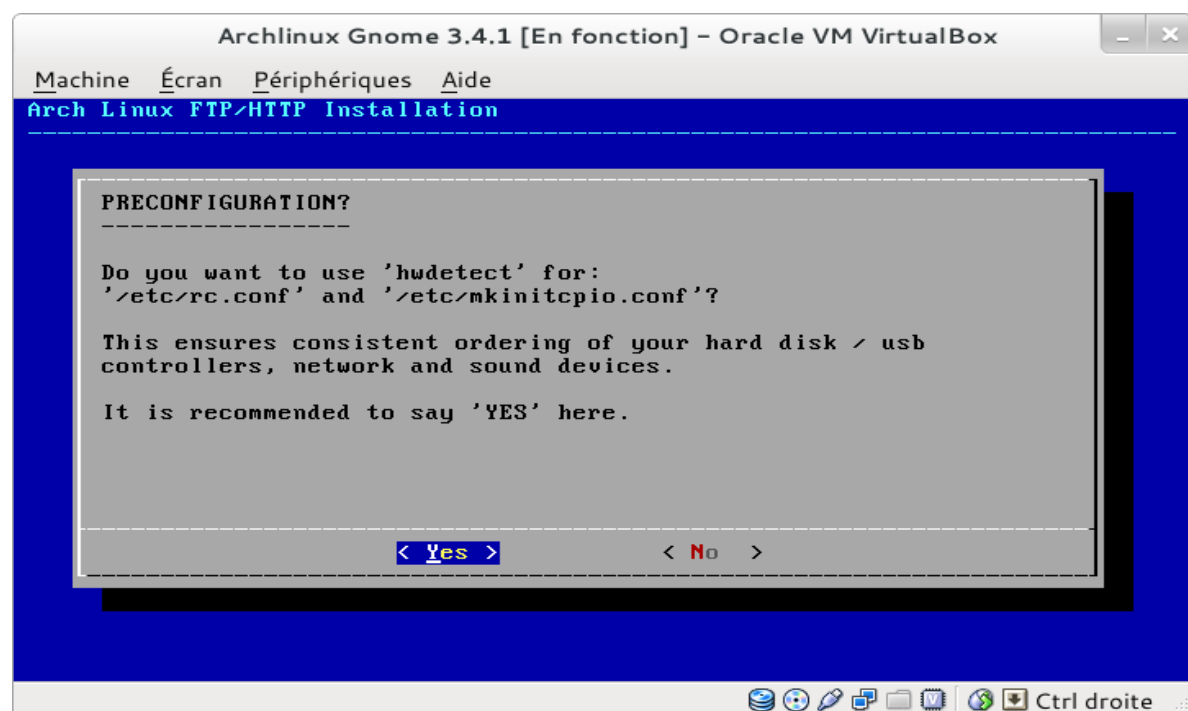 Archlinux Gnome 3.4.1 [En fonction] – Oracle VM VirtualBox
Machine Écran Périphériques Aide
Arch Linux FTP/HTTP Installation
PRECONFIGURATION?
-----------------
Do you want to use 'hwdetect' for:
'/etc/rc.conf' and '/etc/mkinitcpio.conf'?
This ensures consistent ordering of your hard disk / usb
controllers, network and sound devices.
It is recommended to say 'YES' here.
< Yes > < No >
Ctrl droite